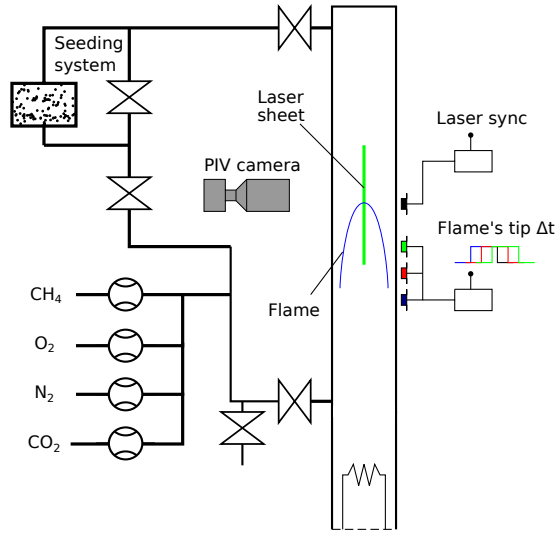 Seeding
system
Laser
sheet
Laser sync
PIV camera
Flame's tip Δt
CH₄
Flame
O₂
N₂
CO₂